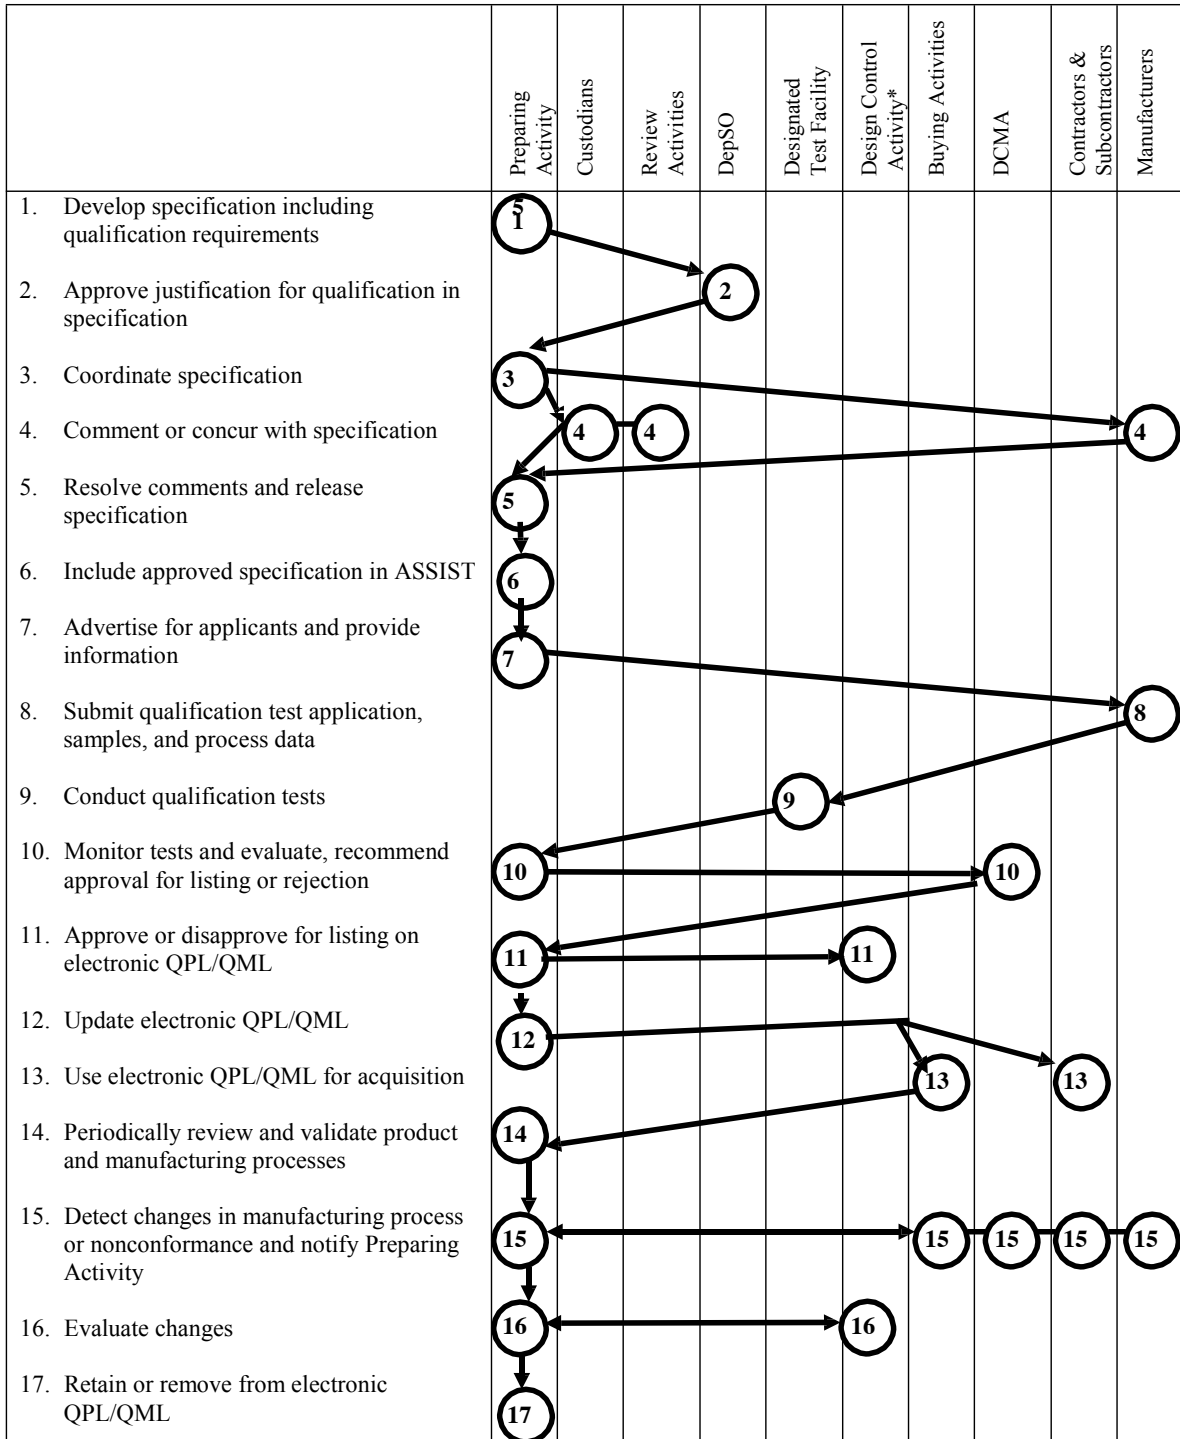 Preparing
Activity
Custodians
Review
Activities
DepSO
Designated
Test Facility
Design Control
Activity*
Buying Activities
DCMA
Contractors &
Subcontractors
Manufacturers
1. Develop specification including
qualification requirements
5
1
2. Approve justification for qualification in
specification
2
3. Coordinate specification
3
4. Comment or concur with specification
4 4 4
5. Resolve comments and release
specification
5
6. Include approved specification in ASSIST
6
7. Advertise for applicants and provide
information
7
8. Submit qualification test application,
samples, and process data
8
9. Conduct qualification tests
9
10. Monitor tests and evaluate, recommend
approval for listing or rejection
10 10
11. Approve or disapprove for listing on
electronic QPL/QML
11 11
12. Update electronic QPL/QML
12
13. Use electronic QPL/QML for acquisition
13 13
14. Periodically review and validate product
and manufacturing processes
14
15. Detect changes in manufacturing process
or nonconformance and notify Preparing
Activity
15 15 15 15 15
16. Evaluate changes
16 16
17. Retain or remove from electronic
QPL/QML
17